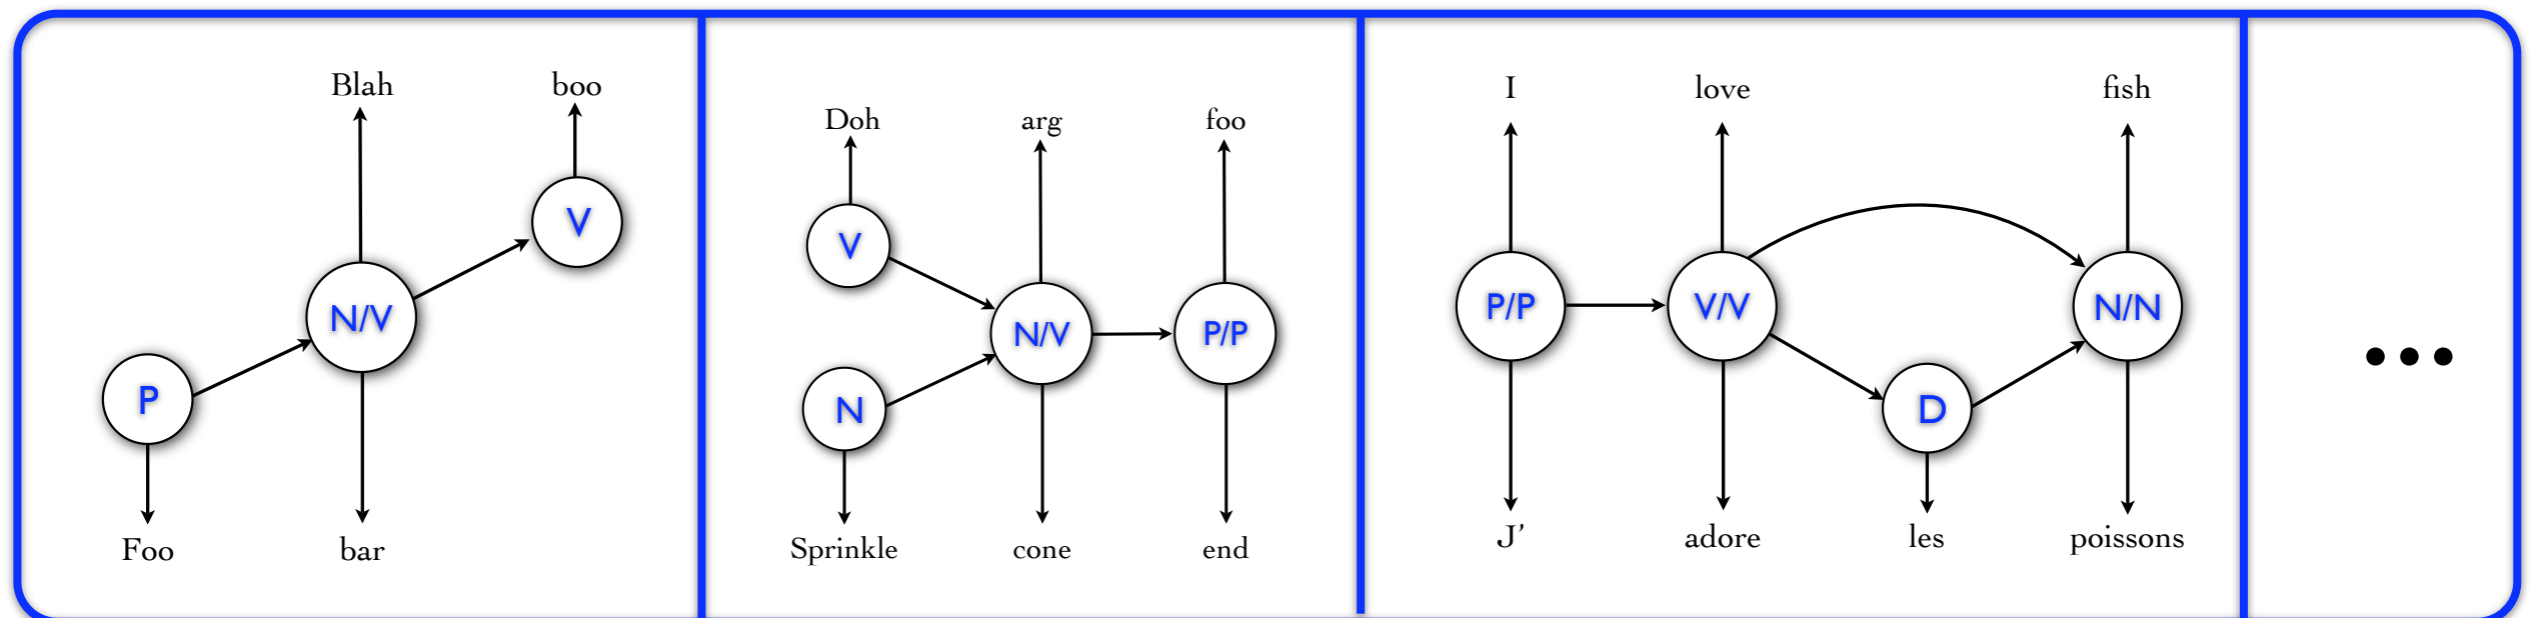 Blah boo
V
N/V
P
Foo bar
Doh arg foo
V
N/V P/P
N
Sprinkle cone end
I love fish
P/P V/V N/N
D
J’ adore les poissons